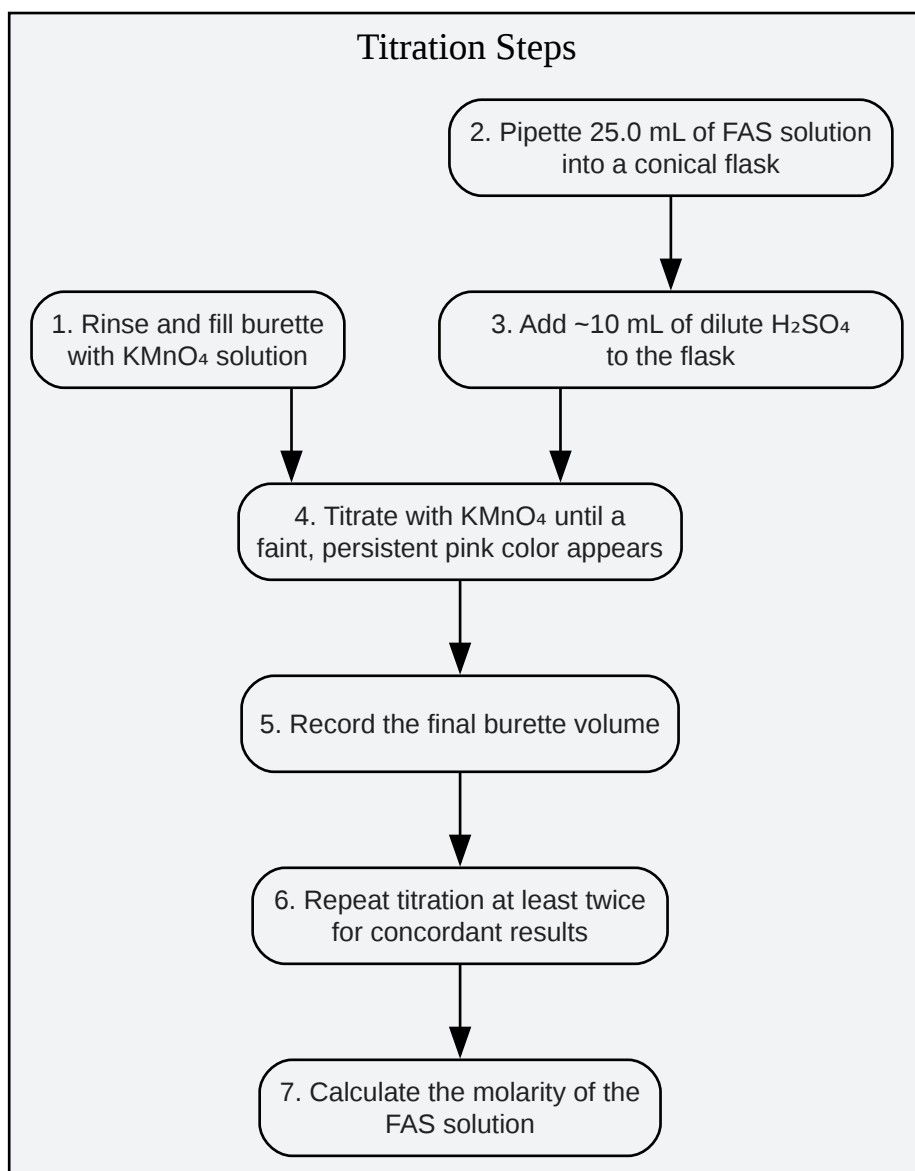 Titration Steps
2. Pipette 25.0 mL of FAS solution
into a conical flask
1. Rinse and fill burette
with KMnO₄ solution
3. Add ~10 mL of dilute H₂SO₄
to the flask
4. Titrate with KMnO₄ until a
faint, persistent pink color appears
5. Record the final burette volume
6. Repeat titration at least twice
for concordant results
7. Calculate the molarity of the
FAS solution